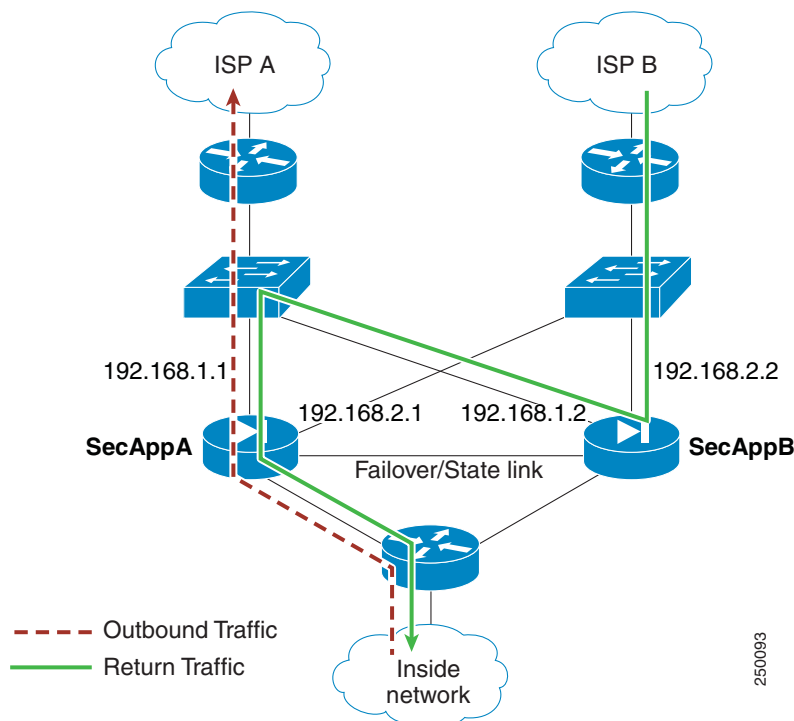 ISP A
ISP B
192.168.1.1
192.168.2.2
192.168.2.1
192.168.1.2
SecAppA
SecAppB
Failover/State link
Outbound Traffic
Return Traffic
Inside
network
250093